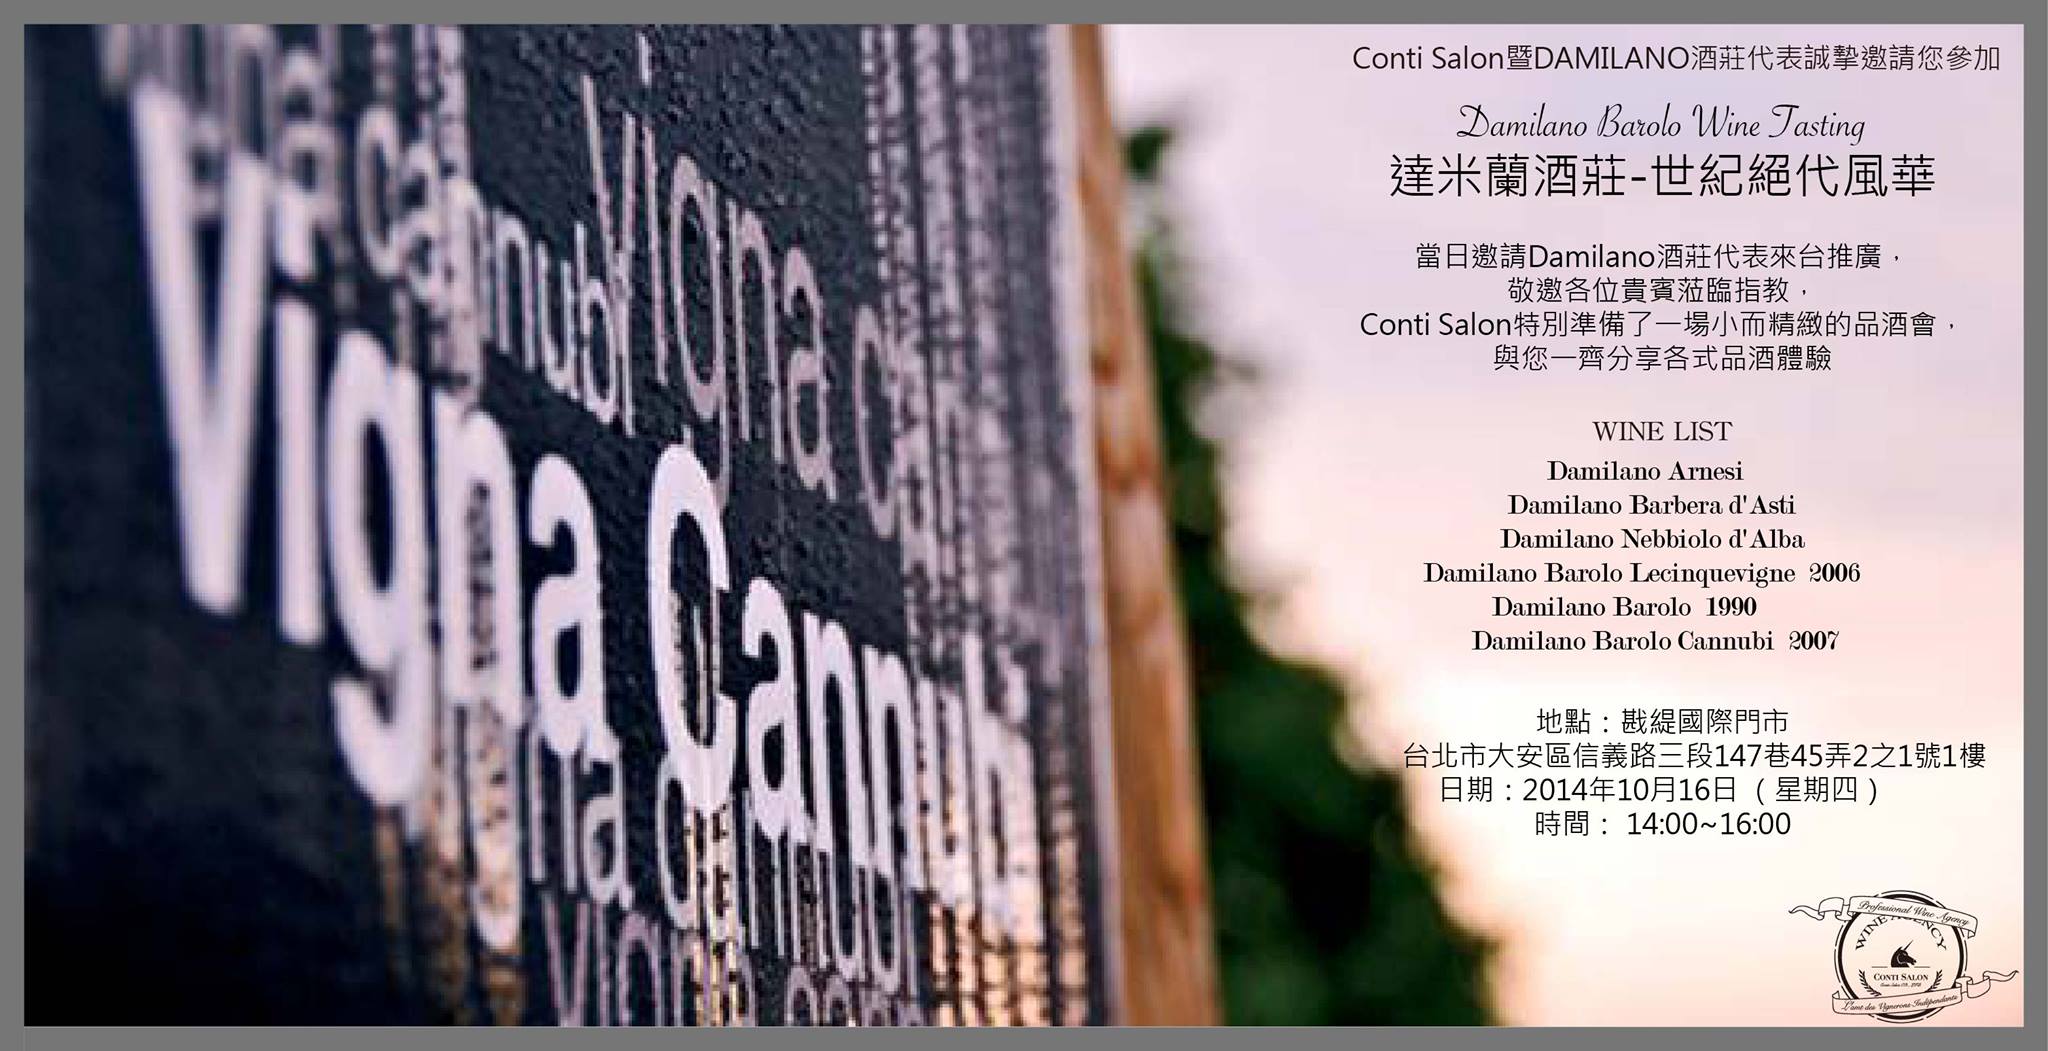 Vigna Cannubi
Vigna Cannub
Conti Salon暨DAMILANO酒莊代表誠摯邀請您參加
Damilano Barolo Wine Tasting
達米蘭酒莊-世紀絕代風華
當日邀請Damilano酒莊代表來台推廣，
敬邀各位貴賓蒞臨指教，
Conti Salon特別準備了一場小而精緻的品酒會，
與您一齊分享各式品酒體驗
WINE LIST
Damilano Arnesi
Damilano Barbera d'Asti
Damilano Nebbiolo d'Alba
Damilano Barolo Lecinquevigne 2006
Damilano Barolo 1990
Damilano Barolo Cannubi 2007
地點：戡緹國際門市
台北市大安區信義路三段147巷45弄2之1號1樓
日期：2014年10月16日（星期四）
時間： 14:00~16:00
Professional Wine Agency
WINE AGENCY
CONTI SALON
L'ame des Vignerons Indépendants